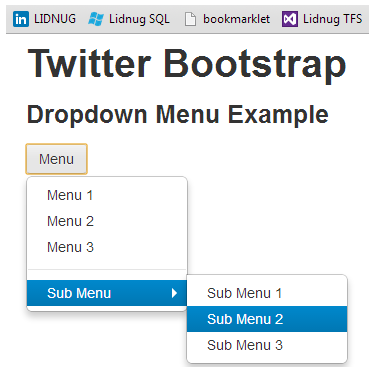 LIDNUG Lidnug SQL bookmarklet Lidnug TFS
Twitter Bootstrap
Dropdown Menu Example
Menu
Menu 1
Menu 2
Menu 3
Sub Menu
Sub Menu 1
Sub Menu 2
Sub Menu 3